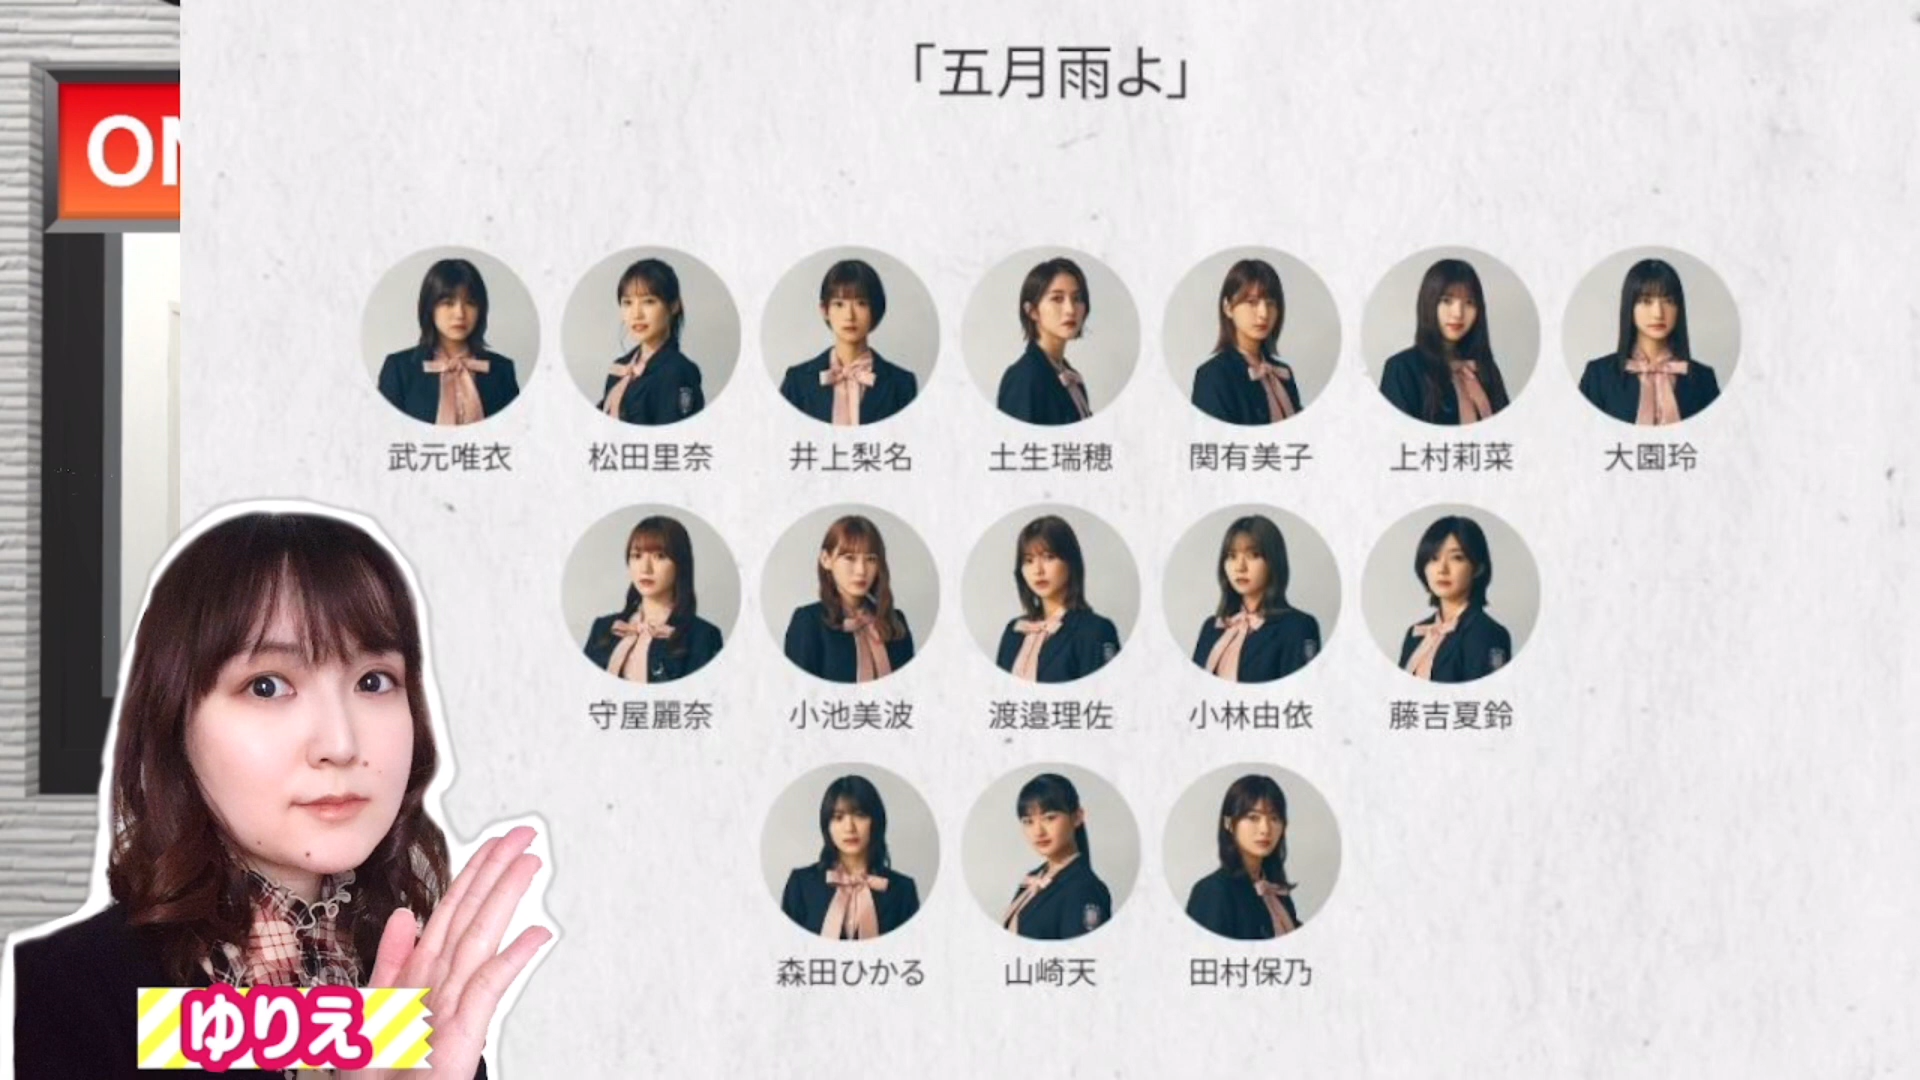 「五月雨よ」
ON
武元唯衣 松田里奈 井上梨名 土生瑞穂 関有美子 上村莉菜 大園玲
守屋麗奈 小池美波 渡邉理佐 小林由依 藤吉夏鈴
森田ひかる 山﨑天 田村保乃
ゆりえ